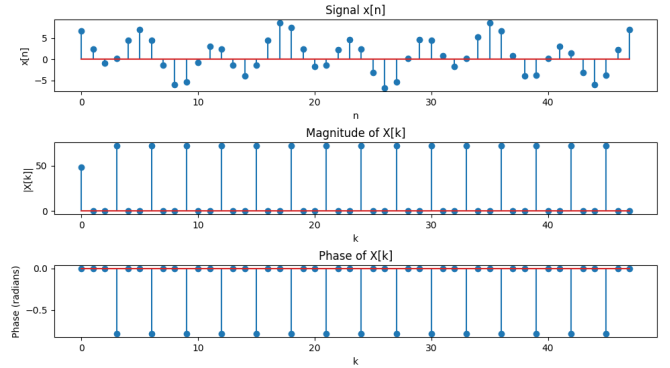 Signal x[n]
x[n]
5
0
−5
0 10 20 30 40
n
Magnitude of X[k]
|X[k]|
50
0
0 10 20 30 40
k
Phase of X[k]
Phase (radians)
0.0
−0.5
0 10 20 30 40
k